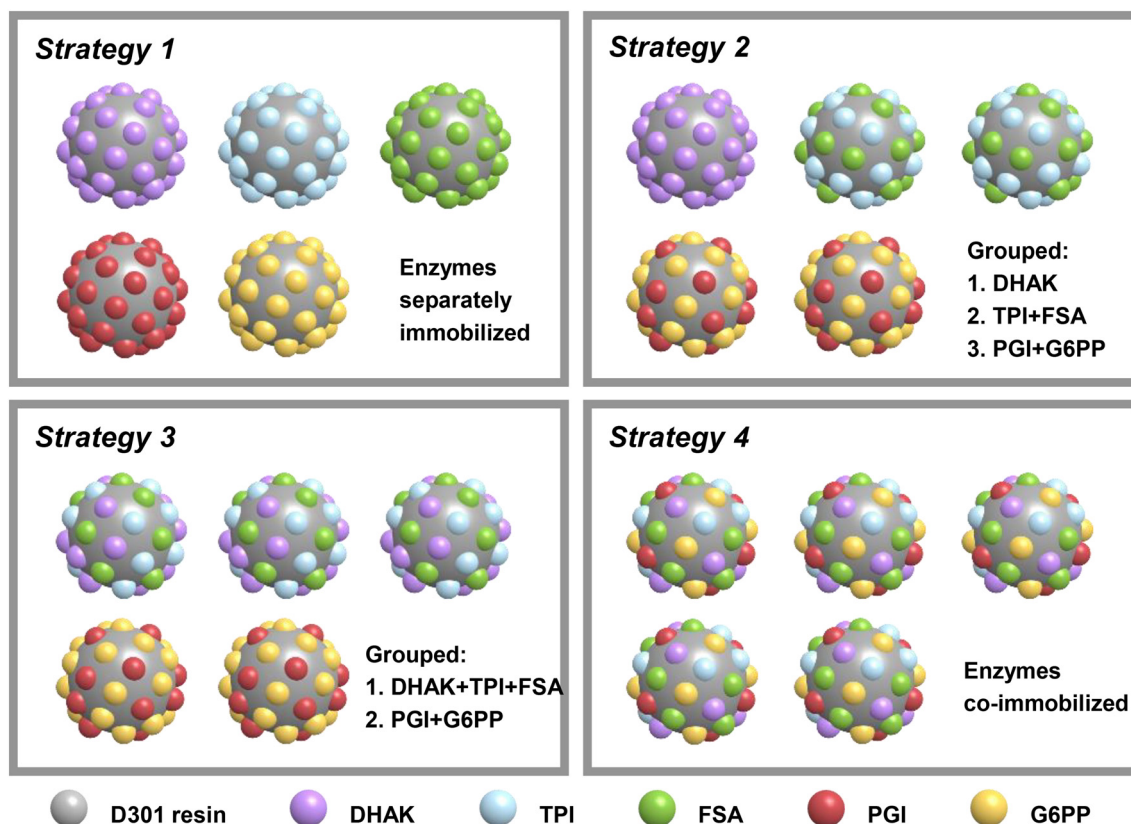 Strategy 1
Enzymes
separately
immobilized
Strategy 2
Grouped:
1. DHAK
2. TPI+FSA
3. PGI+G6PP
Strategy 3
Grouped:
1. DHAK+TPI+FSA
2. PGI+G6PP
Strategy 4
Enzymes
co-immobilized
D301 resin DHAK TPI FSA PGI G6PP